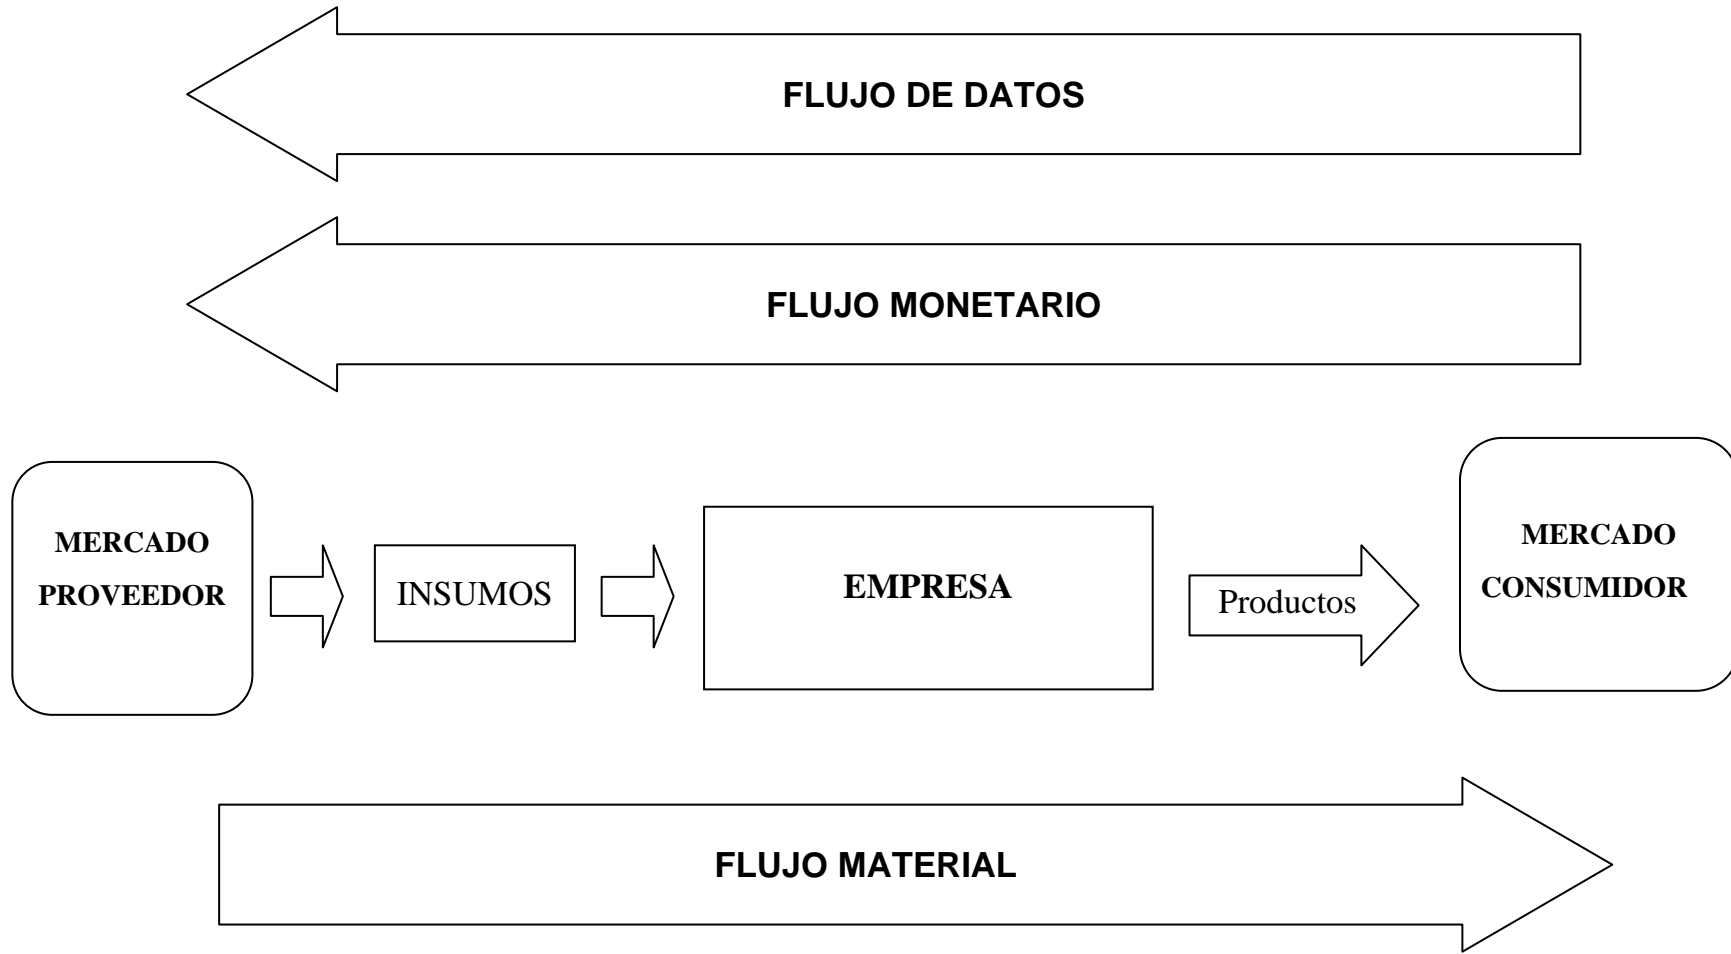 FLUJO DE DATOS
FLUJO MONETARIO
MERCADO
PROVEEDOR
INSUMOS
EMPRESA
Productos
MERCADO
CONSUMIDOR
FLUJO MATERIAL